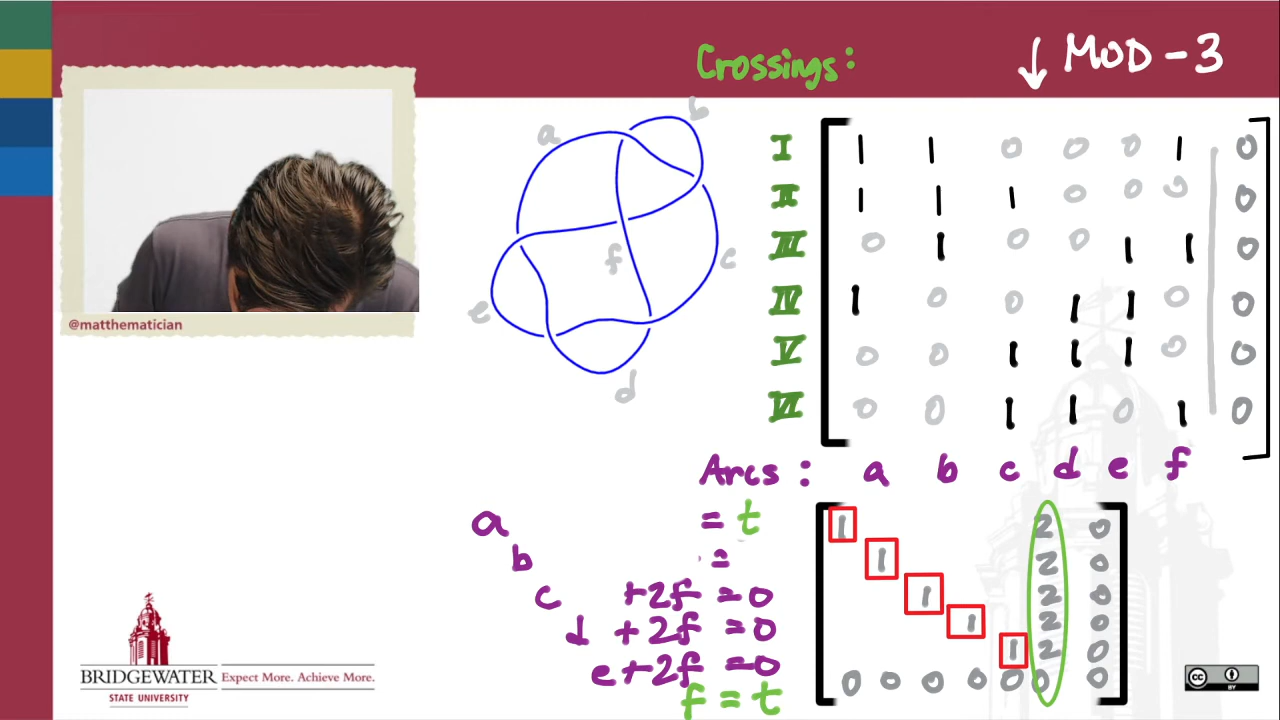 Crossings: ↓ MOD-3
a
b
c
d
e
f
I 1 1 0 0 0 1 0
II 1 1 1 0 0 0 0
III 0 1 0 0 1 1 0
IV 1 0 0 1 1 0 0
V 0 0 1 1 1 0 0
VI 0 0 1 1 0 1 0
Arcs: a b c d e f
@matthematician
a = t
b =
c +2f = 0
d +2f = 0
e+2f = 0
f = t
1 2 0
1 2 0
1 2 0
1 2 0
1 2 0
0 0 0 0 0 0 0
BRIDGEWATER
STATE UNIVERSITY
Expect More. Achieve More.
cc BY